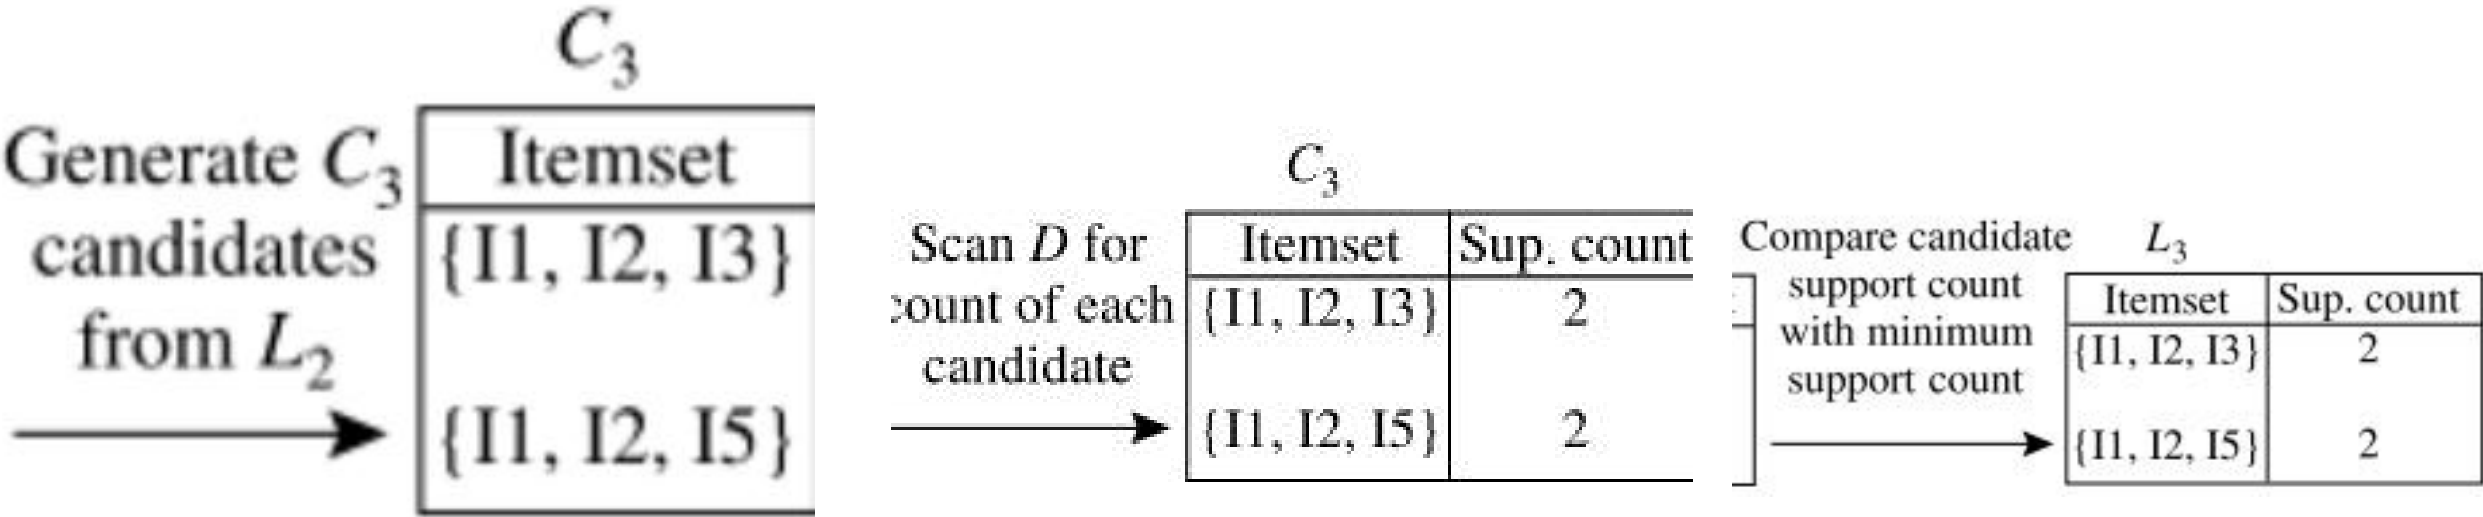 C3
Generate C3
candidates
from L2
Itemset
{I1, I2, I3}
{I1, I2, I5}
C3
Scan D for
count of each
candidate
Itemset Sup. count
{I1, I2, I3} 2
{I1, I2, I5} 2
Compare candidate
support count
with minimum
support count
L3
Itemset Sup. count
{I1, I2, I3} 2
{I1, I2, I5} 2